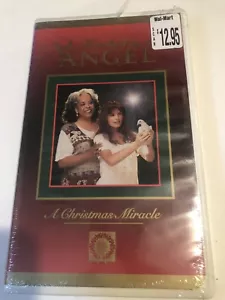 Wal-Mart
12.95
ANGEL
A Christmas Miracle